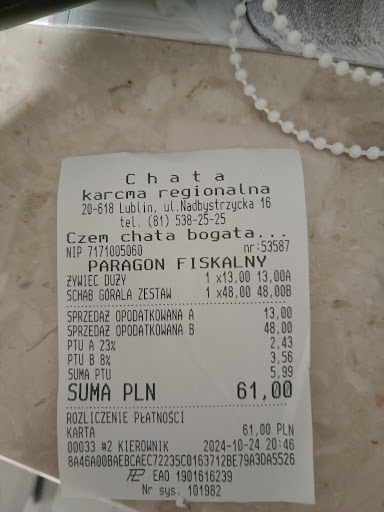 Chata
karcma regionalna
20-618 Lublin, ul.Nadbystrzycka 16
tel. (81) 538-25-25
Czem chata bogata...
NIP 7171005060 nr:53587
PARAGON FISKALNY
ŻYWIEC DUŻY 1 x13,00 13,00A
SCHAB GÓRALA ZESTAW 1 x48,00 48,00B
SPRZEDAŻ OPODATKOWANA A 13,00
SPRZEDAŻ OPODATKOWANA B 48,00
PTU A 23% 2,43
PTU B 8% 3,56
SUMA PTU 5,99
SUMA PLN 61,00
ROZLICZENIE PŁATNOŚCI
KARTA 61,00 PLN
00033 #2 KIEROWNIK 2024-10-24 20:46
8A46A00BAEBCAEC72235C0163712BE79A3DA5526
EAO 1901616239
Nr sys. 101982